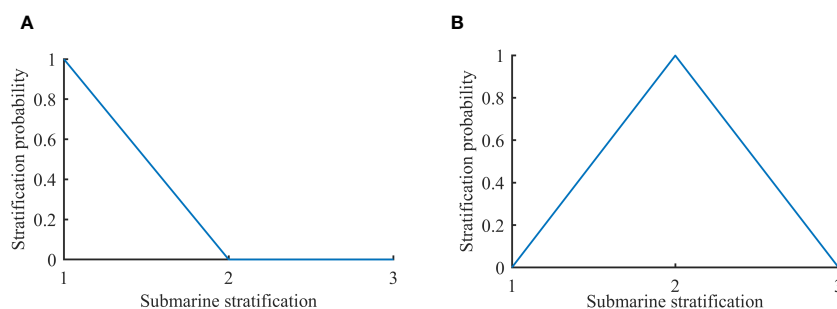 A
Stratification probability
1
0.8
0.6
0.4
0.2
0
1 2 3
Submarine stratification
B
Stratification probability
1
0.8
0.6
0.4
0.2
0
1 2 3
Submarine stratification